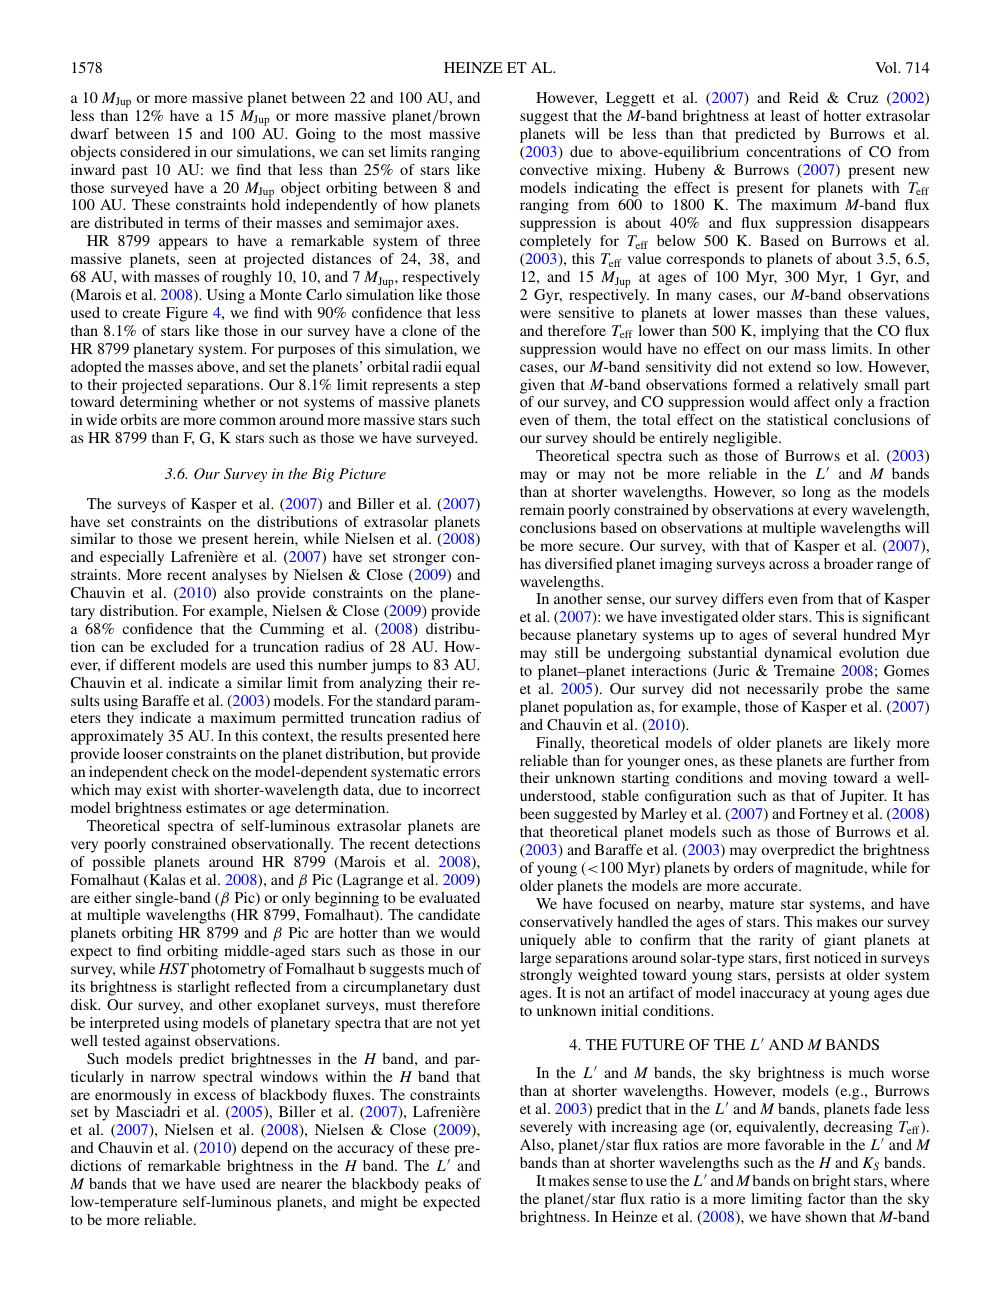 1578
HEINZE ET AL.
Vol. 714
a 10 M_Jup or more massive planet between 22 and 100 AU, and
less than 12% have a 15 M_Jup or more massive planet/brown
dwarf between 15 and 100 AU. Going to the most massive
objects considered in our simulations, we can set limits ranging
inward past 10 AU: we find that less than 25% of stars like
those surveyed have a 20 M_Jup object orbiting between 8 and
100 AU. These constraints hold independently of how planets
are distributed in terms of their masses and semimajor axes.
HR 8799 appears to have a remarkable system of three
massive planets, seen at projected distances of 24, 38, and
68 AU, with masses of roughly 10, 10, and 7 M_Jup, respectively
(Marois et al. 2008). Using a Monte Carlo simulation like those
used to create Figure 4, we find with 90% confidence that less
than 8.1% of stars like those in our survey have a clone of the
HR 8799 planetary system. For purposes of this simulation, we
adopted the masses above, and set the planets' orbital radii equal
to their projected separations. Our 8.1% limit represents a step
toward determining whether or not systems of massive planets
in wide orbits are more common around more massive stars such
as HR 8799 than F, G, K stars such as those we have surveyed.
3.6. Our Survey in the Big Picture
The surveys of Kasper et al. (2007) and Biller et al. (2007)
have set constraints on the distributions of extrasolar planets
similar to those we present herein, while Nielsen et al. (2008)
and especially Lafrenière et al. (2007) have set stronger con-
straints. More recent analyses by Nielsen & Close (2009) and
Chauvin et al. (2010) also provide constraints on the plane-
tary distribution. For example, Nielsen & Close (2009) provide
a 68% confidence that the Cumming et al. (2008) distribu-
tion can be excluded for a truncation radius of 28 AU. How-
ever, if different models are used this number jumps to 83 AU.
Chauvin et al. indicate a similar limit from analyzing their re-
sults using Baraffe et al. (2003) models. For the standard param-
eters they indicate a maximum permitted truncation radius of
approximately 35 AU. In this context, the results presented here
provide looser constraints on the planet distribution, but provide
an independent check on the model-dependent systematic errors
which may exist with shorter-wavelength data, due to incorrect
model brightness estimates or age determination.
Theoretical spectra of self-luminous extrasolar planets are
very poorly constrained observationally. The recent detections
of possible planets around HR 8799 (Marois et al. 2008),
Fomalhaut (Kalas et al. 2008), and β Pic (Lagrange et al. 2009)
are either single-band (β Pic) or only beginning to be evaluated
at multiple wavelengths (HR 8799, Fomalhaut). The candidate
planets orbiting HR 8799 and β Pic are hotter than we would
expect to find orbiting middle-aged stars such as those in our
survey, while HST photometry of Fomalhaut b suggests much of
its brightness is starlight reflected from a circumplanetary dust
disk. Our survey, and other exoplanet surveys, must therefore
be interpreted using models of planetary spectra that are not yet
well tested against observations.
Such models predict brightnesses in the H band, and par-
ticularly in narrow spectral windows within the H band that
are enormously in excess of blackbody fluxes. The constraints
set by Masciadri et al. (2005), Biller et al. (2007), Lafrenière
et al. (2007), Nielsen et al. (2008), Nielsen & Close (2009),
and Chauvin et al. (2010) depend on the accuracy of these pre-
dictions of remarkable brightness in the H band. The L′ and
M bands that we have used are nearer the blackbody peaks of
low-temperature self-luminous planets, and might be expected
to be more reliable.
However, Leggett et al. (2007) and Reid & Cruz (2002)
suggest that the M-band brightness at least of hotter extrasolar
planets will be less than that predicted by Burrows et al.
(2003) due to above-equilibrium concentrations of CO from
convective mixing. Hubeny & Burrows (2007) present new
models indicating the effect is present for planets with T_eff
ranging from 600 to 1800 K. The maximum M-band flux
suppression is about 40% and flux suppression disappears
completely for T_eff below 500 K. Based on Burrows et al.
(2003), this T_eff value corresponds to planets of about 3.5, 6.5,
12, and 15 M_Jup at ages of 100 Myr, 300 Myr, 1 Gyr, and
2 Gyr, respectively. In many cases, our M-band observations
were sensitive to planets at lower masses than these values,
and therefore T_eff lower than 500 K, implying that the CO flux
suppression would have no effect on our mass limits. In other
cases, our M-band sensitivity did not extend so low. However,
given that M-band observations formed a relatively small part
of our survey, and CO suppression would affect only a fraction
even of them, the total effect on the statistical conclusions of
our survey should be entirely negligible.
Theoretical spectra such as those of Burrows et al. (2003)
may or may not be more reliable in the L′ and M bands
than at shorter wavelengths. However, so long as the models
remain poorly constrained by observations at every wavelength,
conclusions based on observations at multiple wavelengths will
be more secure. Our survey, with that of Kasper et al. (2007),
has diversified planet imaging surveys across a broader range of
wavelengths.
In another sense, our survey differs even from that of Kasper
et al. (2007): we have investigated older stars. This is significant
because planetary systems up to ages of several hundred Myr
may still be undergoing substantial dynamical evolution due
to planet–planet interactions (Juric & Tremaine 2008; Gomes
et al. 2005). Our survey did not necessarily probe the same
planet population as, for example, those of Kasper et al. (2007)
and Chauvin et al. (2010).
Finally, theoretical models of older planets are likely more
reliable than for younger ones, as these planets are further from
their unknown starting conditions and moving toward a well-
understood, stable configuration such as that of Jupiter. It has
been suggested by Marley et al. (2007) and Fortney et al. (2008)
that theoretical planet models such as those of Burrows et al.
(2003) and Baraffe et al. (2003) may overpredict the brightness
of young (<100 Myr) planets by orders of magnitude, while for
older planets the models are more accurate.
We have focused on nearby, mature star systems, and have
conservatively handled the ages of stars. This makes our survey
uniquely able to confirm that the rarity of giant planets at
large separations around solar-type stars, first noticed in surveys
strongly weighted toward young stars, persists at older system
ages. It is not an artifact of model inaccuracy at young ages due
to unknown initial conditions.
4. THE FUTURE OF THE L′ AND M BANDS
In the L′ and M bands, the sky brightness is much worse
than at shorter wavelengths. However, models (e.g., Burrows
et al. 2003) predict that in the L′ and M bands, planets fade less
severely with increasing age (or, equivalently, decreasing T_eff).
Also, planet/star flux ratios are more favorable in the L′ and M
bands than at shorter wavelengths such as the H and K_S bands.
It makes sense to use the L′ and M bands on bright stars, where
the planet/star flux ratio is a more limiting factor than the sky
brightness. In Heinze et al. (2008), we have shown that M-band